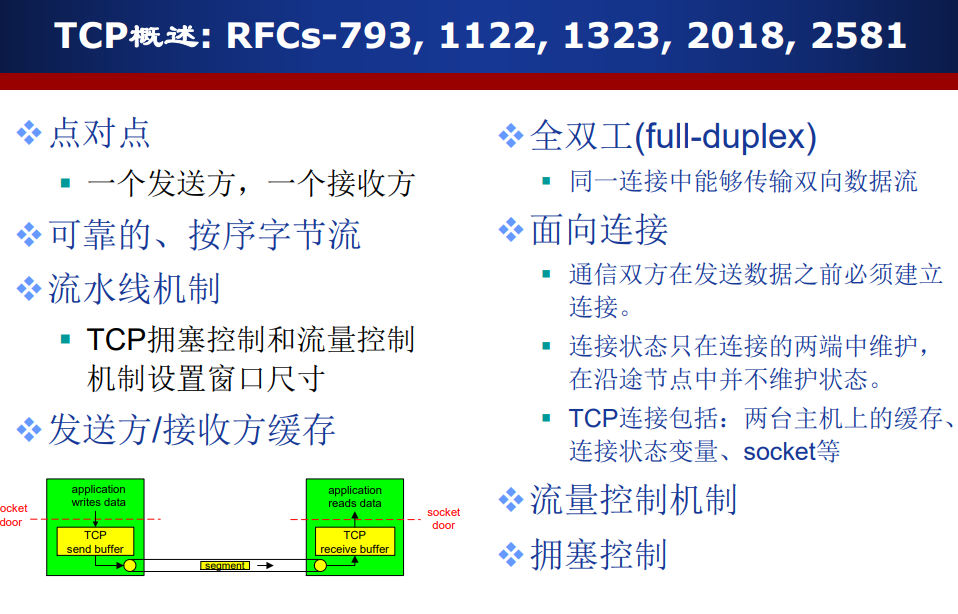 TCP概述: RFCs-793, 1122, 1323, 2018, 2581
点对点
一个发送方，一个接收方
可靠的、按序字节流
流水线机制
TCP拥塞控制和流量控制
机制设置窗口尺寸
发送方/接收方缓存
全双工(full-duplex)
同一连接中能够传输双向数据流
面向连接
通信双方在发送数据之前必须建立
连接。
连接状态只在连接的两端中维护，
在沿途节点中并不维护状态。
TCP连接包括：两台主机上的缓存、
连接状态变量、socket等
流量控制机制
拥塞控制
ocket
door
application
writes data
TCP
send buffer
segment
application
reads data
TCP
receive buffer
socket
door